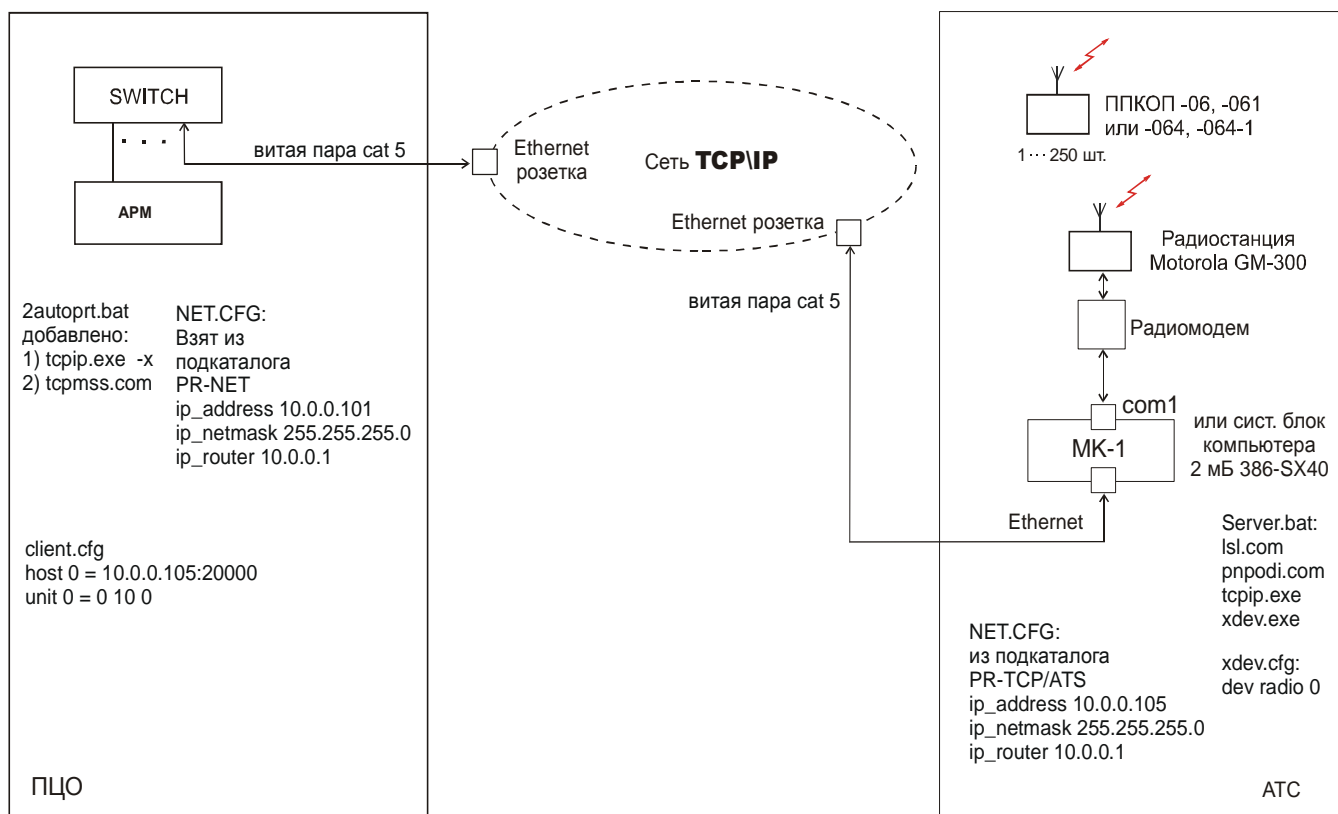 SWITCH
. . .
АРМ
витая пара cat 5
2autoprt.bat
добавлено:
1) tcpip.exe -x
2) tcpmss.com
NET.CFG:
Взят из
подкаталога
PR-NET
ip_address 10.0.0.101
ip_netmask 255.255.255.0
ip_router 10.0.0.1
client.cfg
host 0 = 10.0.0.105:20000
unit 0 = 0 10 0
ПЦО
Ethernet
розетка
Сеть TCP\IP
Ethernet розетка
витая пара cat 5
ППКОП -06, -061
или -064, -064-1
1 ··· 250 шт.
Радиостанция
Motorola GM-300
Радиомодем
com1
МК-1
или сист. блок
компьютера
2 мБ 386-SX40
Ethernet
Server.bat:
lsl.com
pnpodi.com
tcpip.exe
xdev.exe
xdev.cfg:
dev radio 0
NET.CFG:
из подкаталога
PR-TCP/ATS
ip_address 10.0.0.105
ip_netmask 255.255.255.0
ip_router 10.0.0.1
АТС